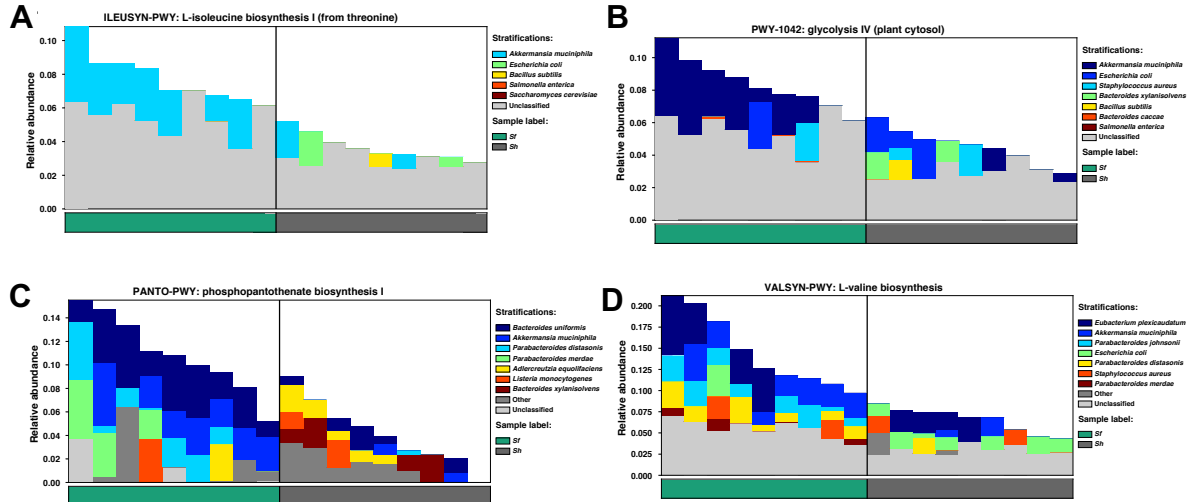 A
ILEUSYN-PWY: L-isoleucine biosynthesis I (from threonine)
Relative abundance
0.10
0.08
0.06
0.04
0.02
0.00
Stratifications:
Akkermansia muciniphila
Escherichia coli
Bacillus subtilis
Salmonella enterica
Saccharomyces cerevisiae
Unclassified
Sample label:
Sf
Sh
B
PWY-1042: glycolysis IV (plant cytosol)
Relative abundance
0.10
0.08
0.06
0.04
0.02
0.00
Stratifications:
Akkermansia muciniphila
Escherichia coli
Staphylococcus aureus
Bacteroides xylanisolvens
Bacillus subtilis
Bacteroides caccae
Salmonella enterica
Unclassified
Sample label:
Sf
Sh
C
PANTO-PWY: phosphopantothenate biosynthesis I
Relative abundance
0.14
0.12
0.10
0.08
0.06
0.04
0.02
0.00
Stratifications:
Bacteroides uniformis
Akkermansia muciniphila
Parabacteroides distasonis
Parabacteroides merdae
Adlercreutzia equolifaciens
Listeria monocytogenes
Bacteroides xylanisolvens
Other
Unclassified
Sample label:
Sf
Sh
D
VALSYN-PWY: L-valine biosynthesis
Relative abundance
0.200
0.175
0.150
0.125
0.100
0.075
0.050
0.025
0.000
Stratifications:
Eubacterium plexicaudatum
Akkermansia muciniphila
Parabacteroides johnsonii
Escherichia coli
Parabacteroides distasonis
Staphylococcus aureus
Parabacteroides merdae
Other
Unclassified
Sample label:
Sf
Sh